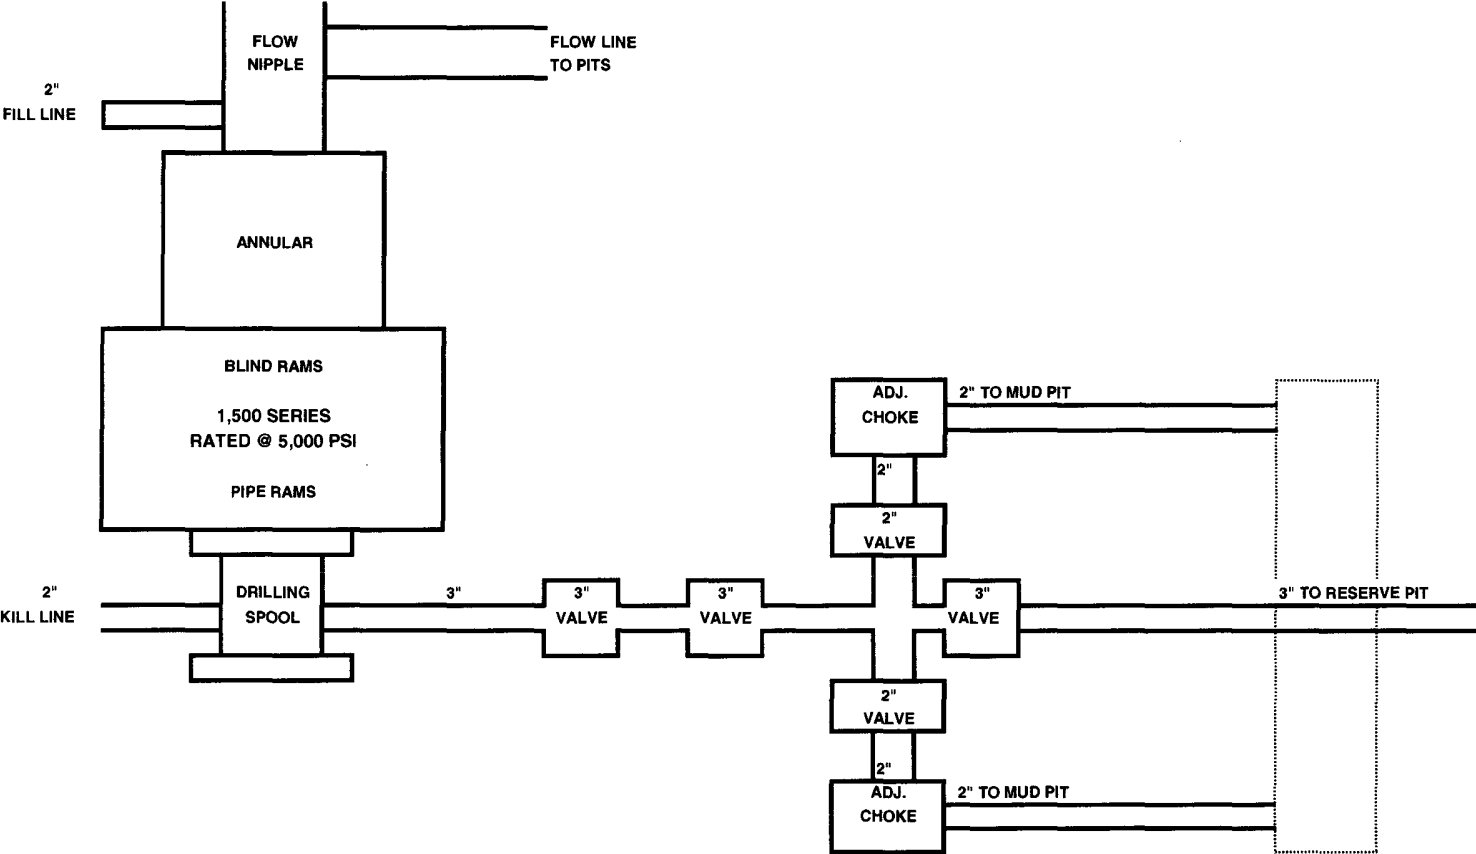 FLOW
NIPPLE
FLOW LINE
TO PITS
2"
FILL LINE
ANNULAR
BLIND RAMS
1,500 SERIES
RATED @ 5,000 PSI
PIPE RAMS
ADJ.
CHOKE
2" TO MUD PIT
2"
2"
VALVE
2"
KILL LINE
DRILLING
SPOOL
3"
3"
VALVE
3"
VALVE
3"
VALVE
3" TO RESERVE PIT
2"
VALVE
2"
ADJ.
CHOKE
2" TO MUD PIT